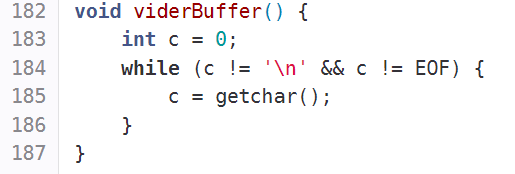 182 void viderBuffer() {
183     int c = 0;
184     while (c != '\n' && c != EOF) {
185         c = getchar();
186     }
187 }